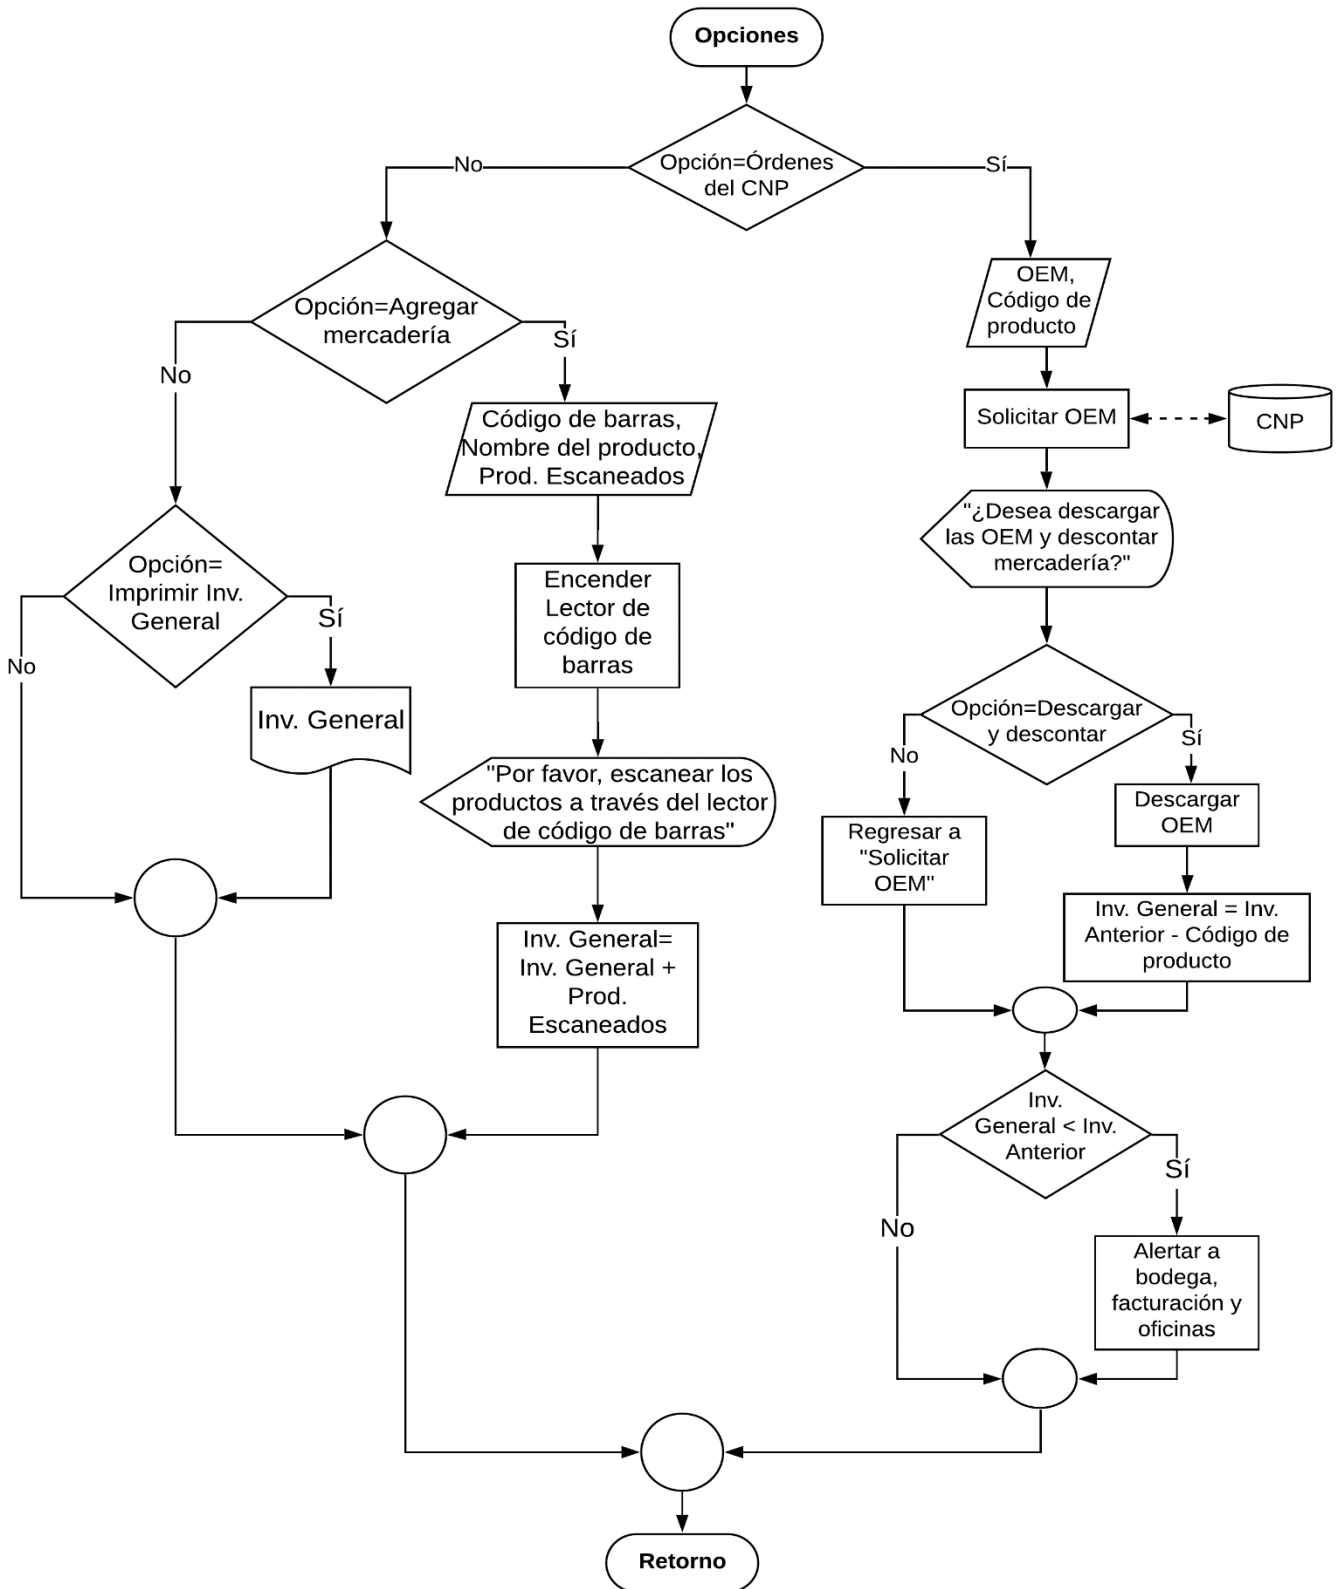 Opciones
Opción=Órdenes
del CNP
No
Sí
Opción=Agregar
mercadería
No
Sí
OEM,
Código de
producto
Solicitar OEM
CNP
Código de barras,
Nombre del producto,
Prod. Escaneados
"¿Desea descargar
las OEM y descontar
mercadería?"
Opción=
Imprimir Inv.
General
No
Sí
Encender
Lector de
código de
barras
Inv. General
Opción=Descargar
y descontar
No
Sí
"Por favor, escanear los
productos a través del lector
de código de barras"
Regresar a
"Solicitar
OEM"
Descargar
OEM
Inv. General = Inv.
Anterior - Código de
producto
Inv. General=
Inv. General +
Prod.
Escaneados
Inv.
General < Inv.
Anterior
No
Sí
Alertar a
bodega,
facturación y
oficinas
Retorno